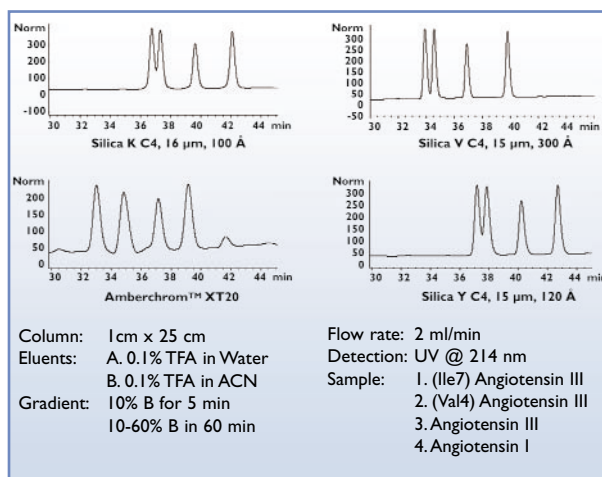 Norm
300
200
100
0
-100
30 32 34 36 38 40 42 44 min
Silica K C4, 16 µm, 100 Å
Norm
300
250
200
150
100
50
0
-50
30 32 34 36 38 40 42 44 min
Silica V C4, 15 µm, 300 Å
Norm
200
150
100
50
0
30 32 34 36 38 40 42 44 min
Amberchrom™ XT20
Norm
300
250
200
150
100
50
0
30 32 34 36 38 40 42 44 min
Silica Y C4, 15 µm, 120 Å
Column: 1cm x 25 cm
Eluents: A. 0.1% TFA in Water
B. 0.1% TFA in ACN
Gradient: 10% B for 5 min
10-60% B in 60 min
Flow rate: 2 ml/min
Detection: UV @ 214 nm
Sample: 1. (Ile7) Angiotensin III
2. (Val4) Angiotensin III
3. Angiotensin III
4. Angiotensin I